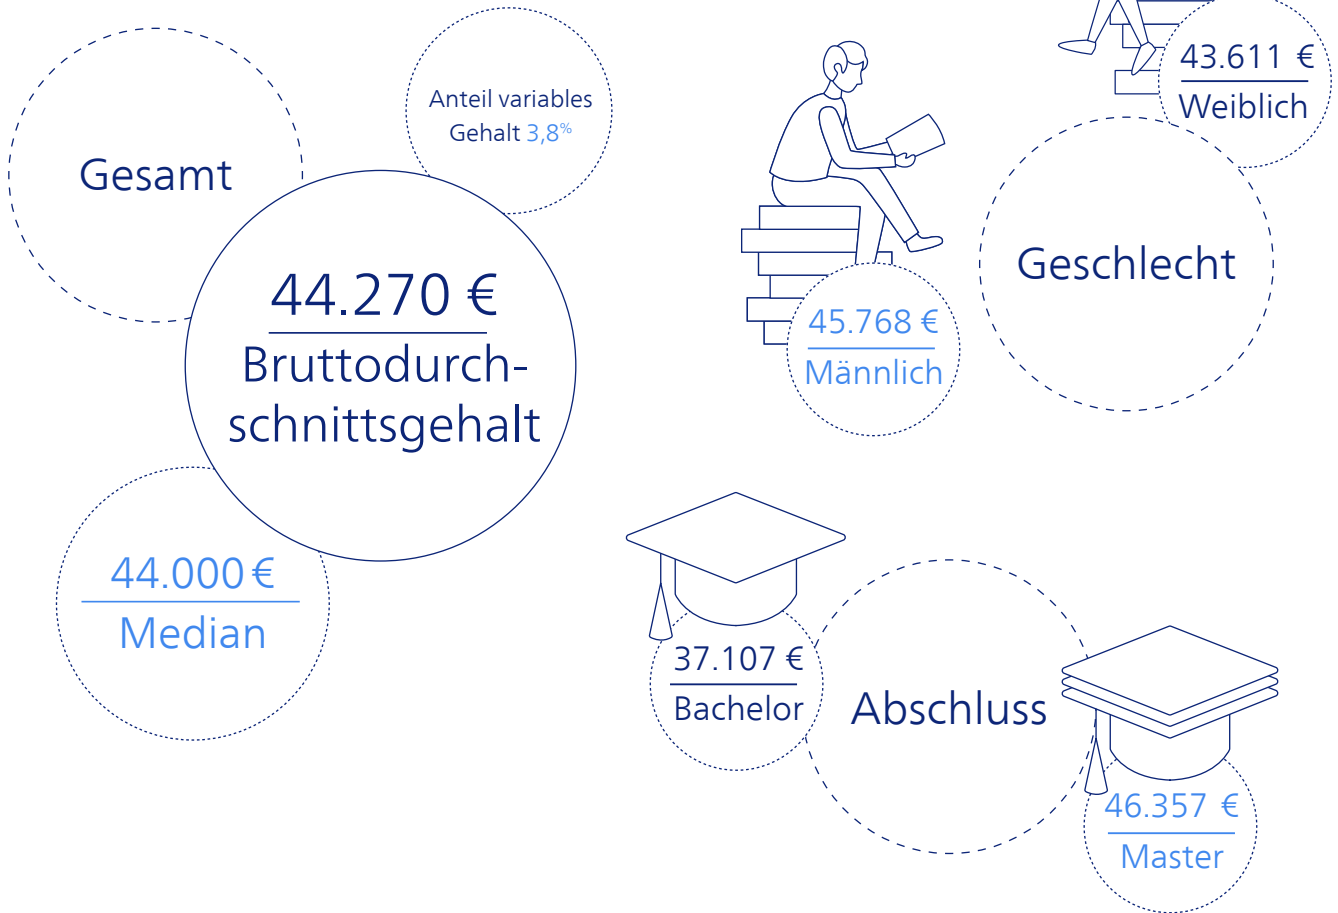 Gesamt
Anteil variables
Gehalt 3,8%
44.270 €
Bruttodurch-
schnittsgehalt
44.000 €
Median
43.611 €
Weiblich
Geschlecht
45.768 €
Männlich
37.107 €
Bachelor
Abschluss
46.357 €
Master